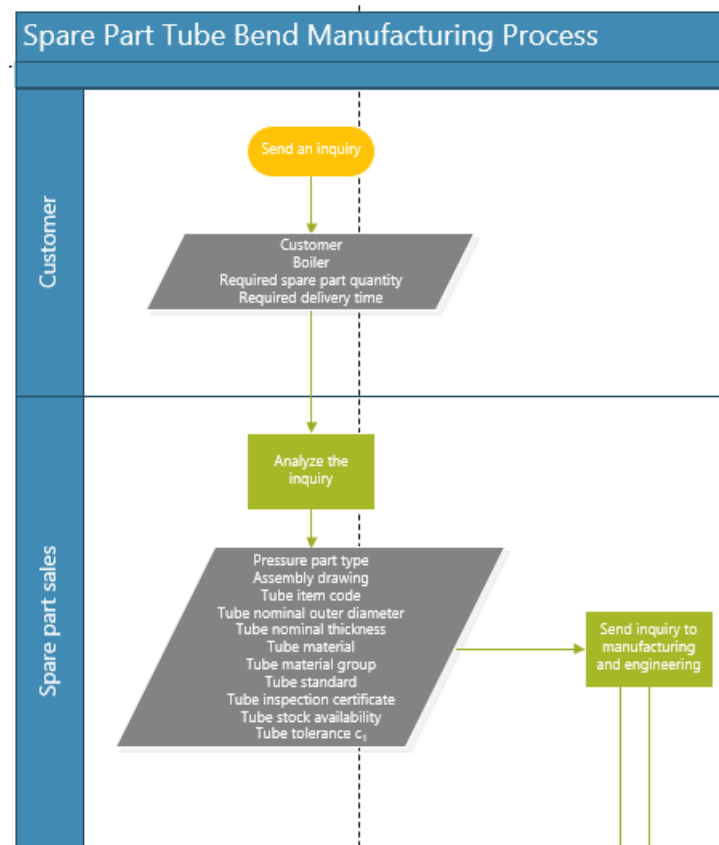 Spare Part Tube Bend Manufacturing Process
Customer
Send an inquiry
Customer
Boiler
Required spare part quantity
Required delivery time
Spare part sales
Analyze the
inquiry
Pressure part type
Assembly drawing
Tube item code
Tube nominal outer diameter
Tube nominal thickness
Tube material
Tube material group
Tube standard
Tube inspection certificate
Tube stock availability
Tube tolerance c₁
Send inquiry to
manufacturing
and engineering